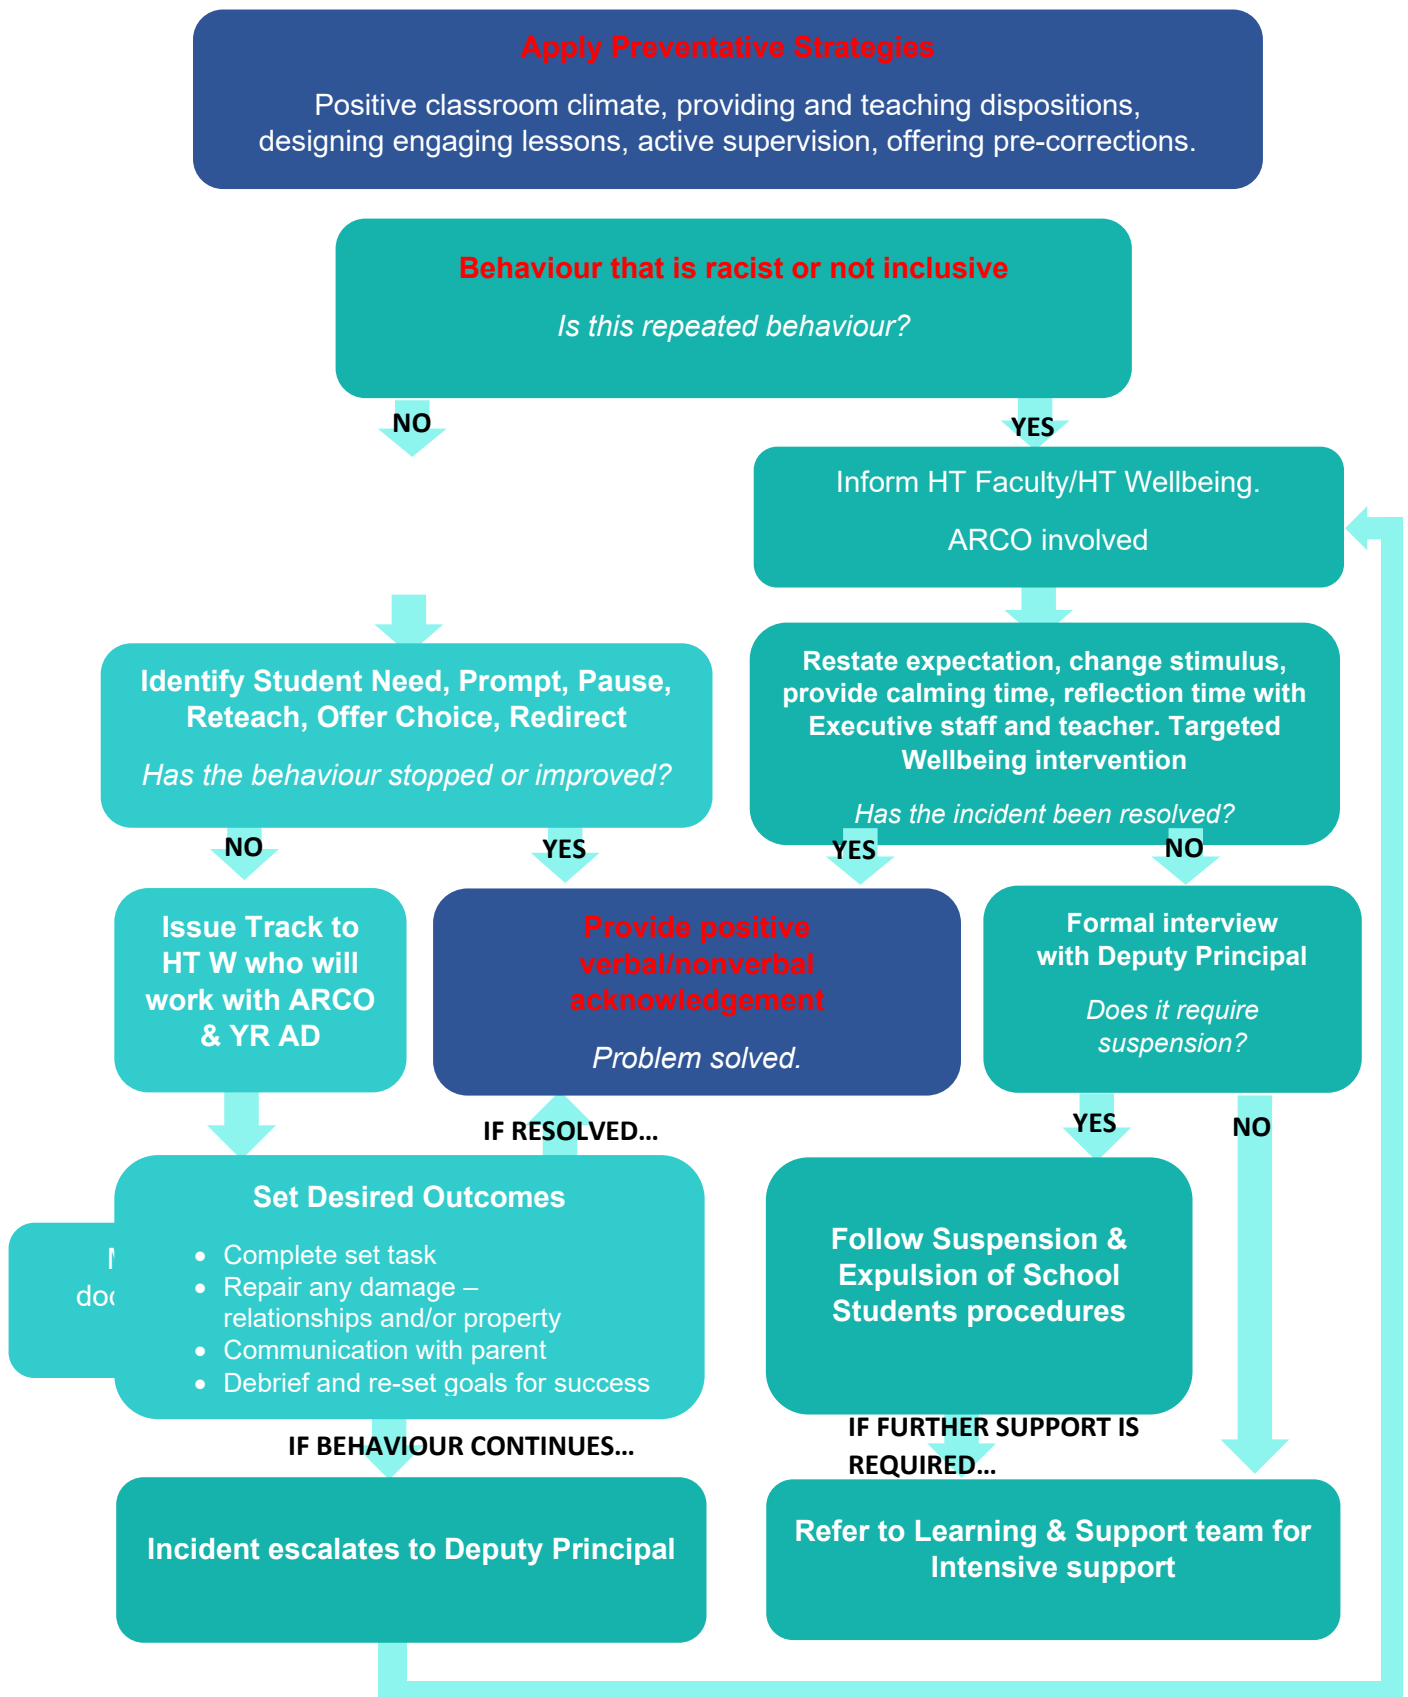 Apply Preventative Strategies
Positive classroom climate, providing and teaching dispositions,
designing engaging lessons, active supervision, offering pre-corrections.
Behaviour that is racist or not inclusive
Is this repeated behaviour?
NO
YES
Inform HT Faculty/HT Wellbeing.
ARCO involved
Identify Student Need, Prompt, Pause,
Reteach, Offer Choice, Redirect
Has the behaviour stopped or improved?
Restate expectation, change stimulus,
provide calming time, reflection time with
Executive staff and teacher. Targeted
Wellbeing intervention
Has the incident been resolved?
NO
YES
YES
NO
Issue Track to
HT W who will
work with ARCO
& YR AD
Provide positive
verbal/nonverbal
acknowledgement
Problem solved.
Formal interview
with Deputy Principal
Does it require
suspension?
IF RESOLVED...
YES
NO
Set Desired Outcomes
• Complete set task
• Repair any damage –
relationships and/or property
• Communication with parent
• Debrief and re-set goals for success
Follow Suspension &
Expulsion of School
Students procedures
IF BEHAVIOUR CONTINUES...
IF FURTHER SUPPORT IS
REQUIRED...
Incident escalates to Deputy Principal
Refer to Learning & Support team for
Intensive support